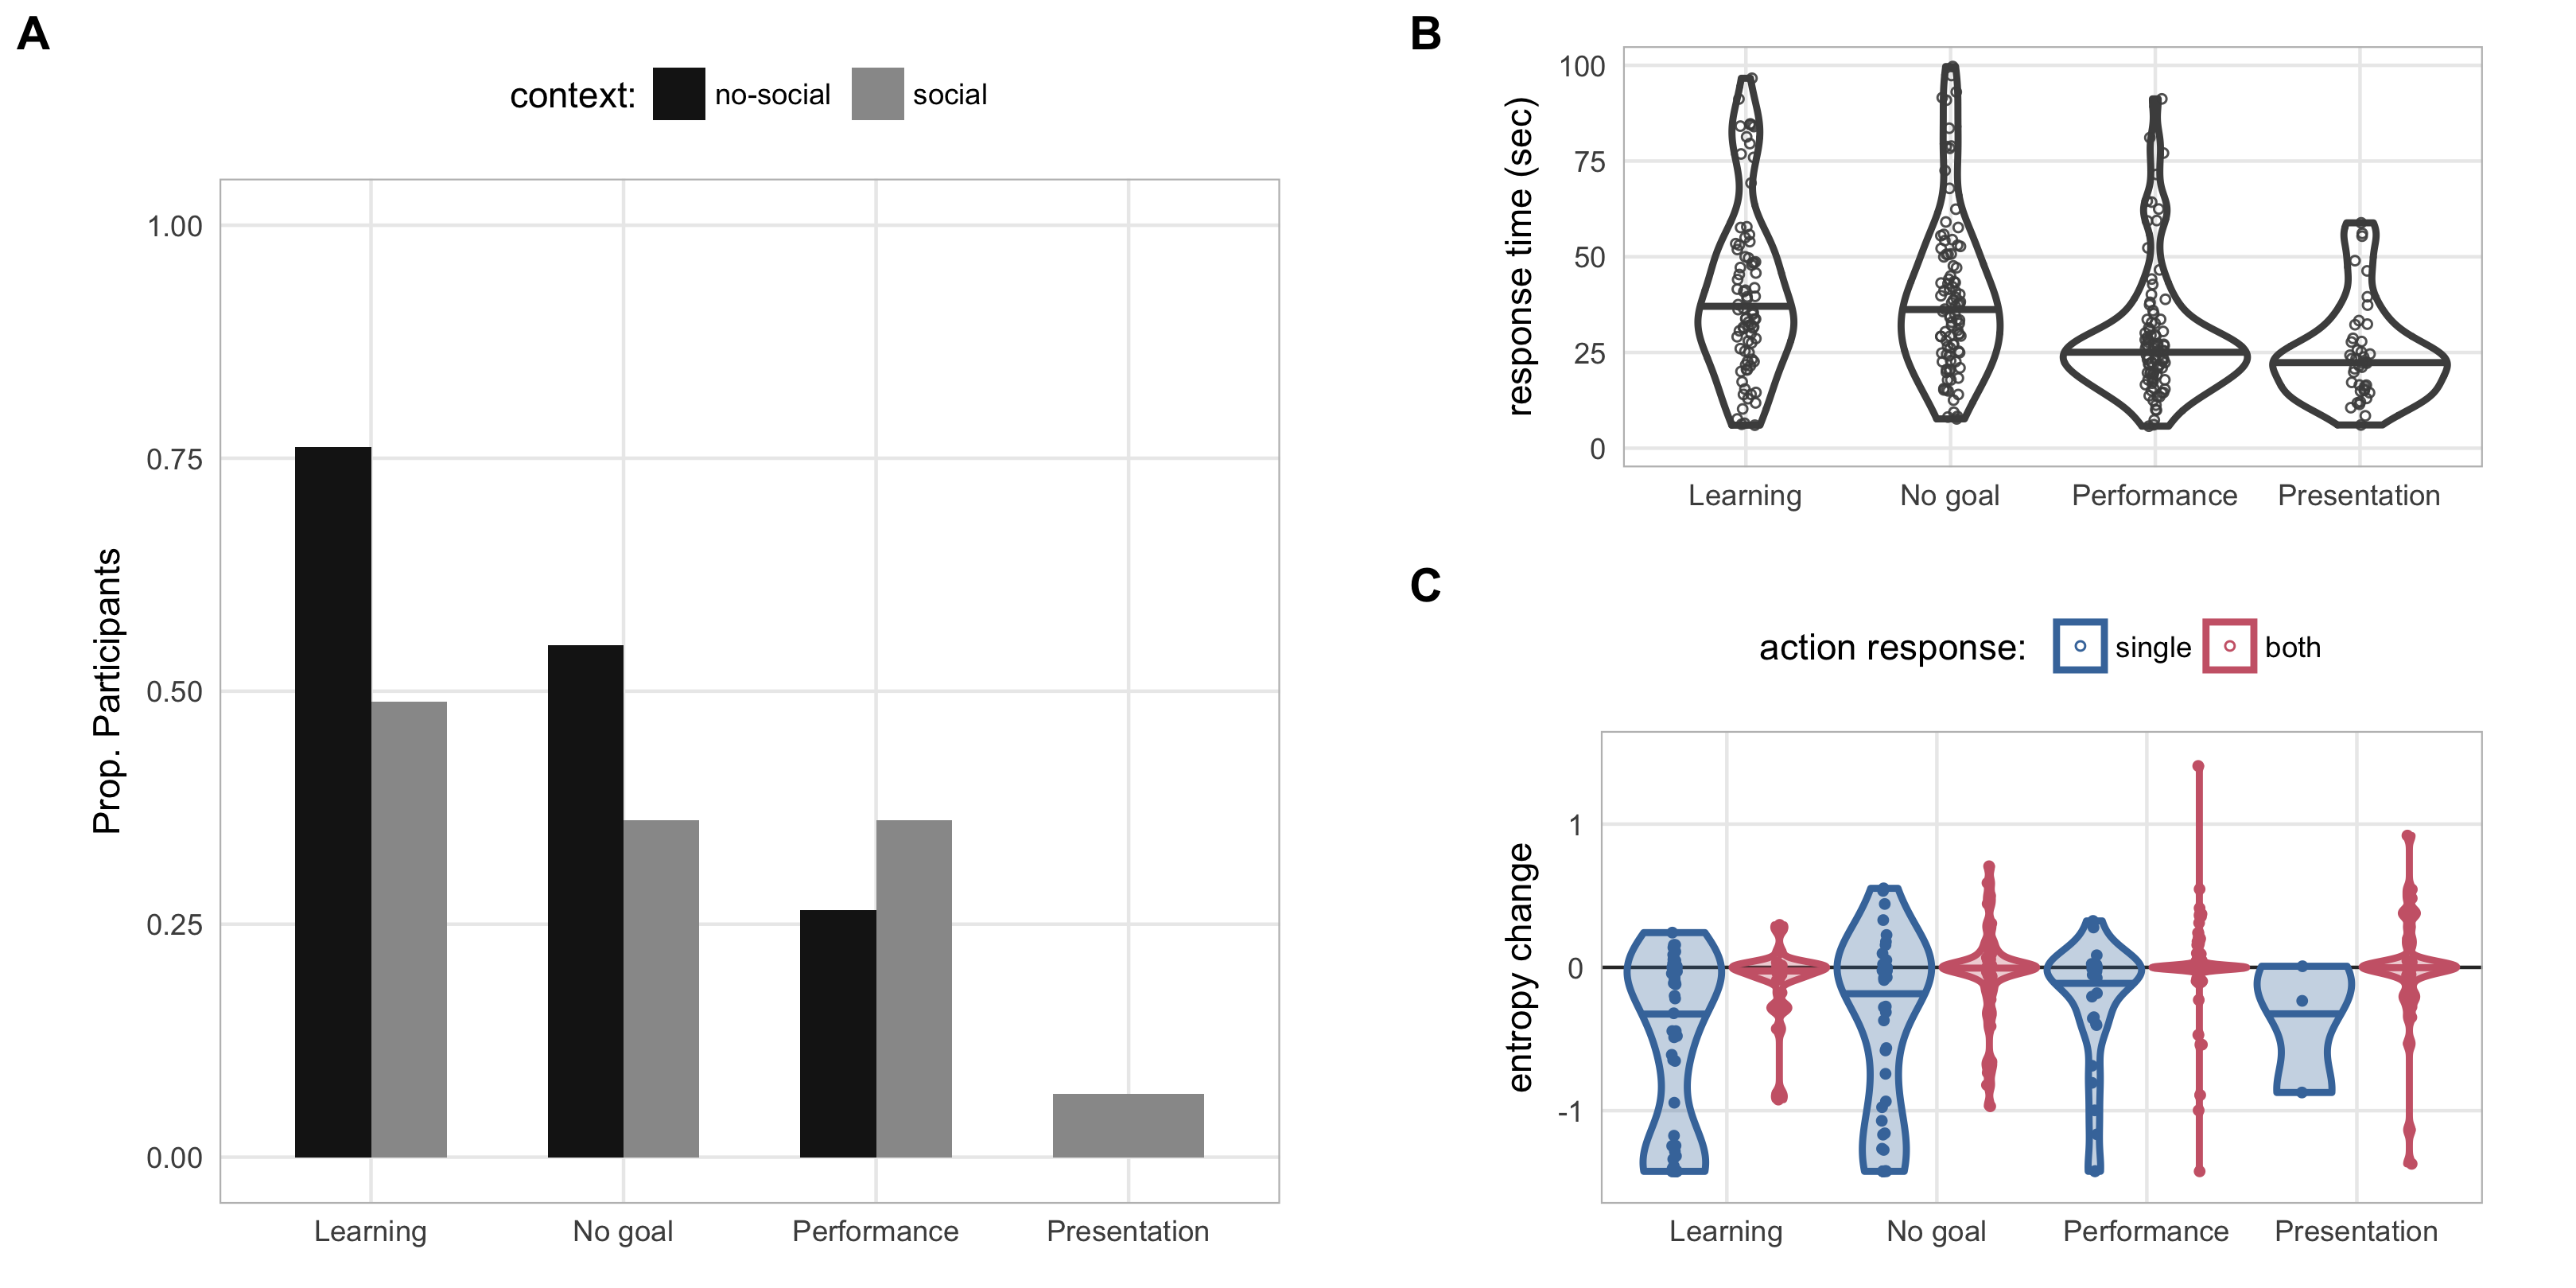 A
context: no-social social
Prop. Participants
1.00
0.75
0.50
0.25
0.00
Learning No goal Performance Presentation
B
response time (sec)
100
75
50
25
0
Learning No goal Performance Presentation
C
action response: single both
entropy change
1
0
-1
Learning No goal Performance Presentation